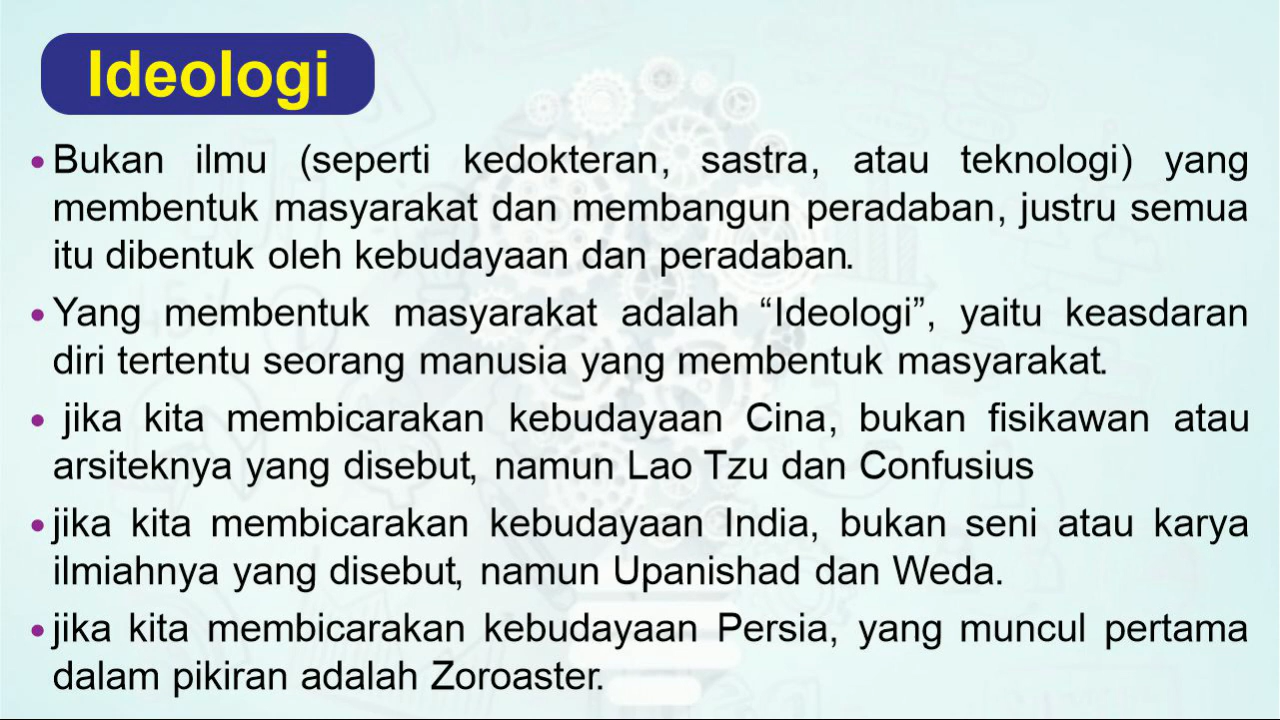 Ideologi
• Bukan ilmu (seperti kedokteran, sastra, atau teknologi) yang
membentuk masyarakat dan membangun peradaban, justru semua
itu dibentuk oleh kebudayaan dan peradaban.
• Yang membentuk masyarakat adalah “Ideologi”, yaitu keasdaran
diri tertentu seorang manusia yang membentuk masyarakat.
• jika kita membicarakan kebudayaan Cina, bukan fisikawan atau
arsiteknya yang disebut, namun Lao Tzu dan Confusius
• jika kita membicarakan kebudayaan India, bukan seni atau karya
ilmiahnya yang disebut, namun Upanishad dan Weda.
• jika kita membicarakan kebudayaan Persia, yang muncul pertama
dalam pikiran adalah Zoroaster.